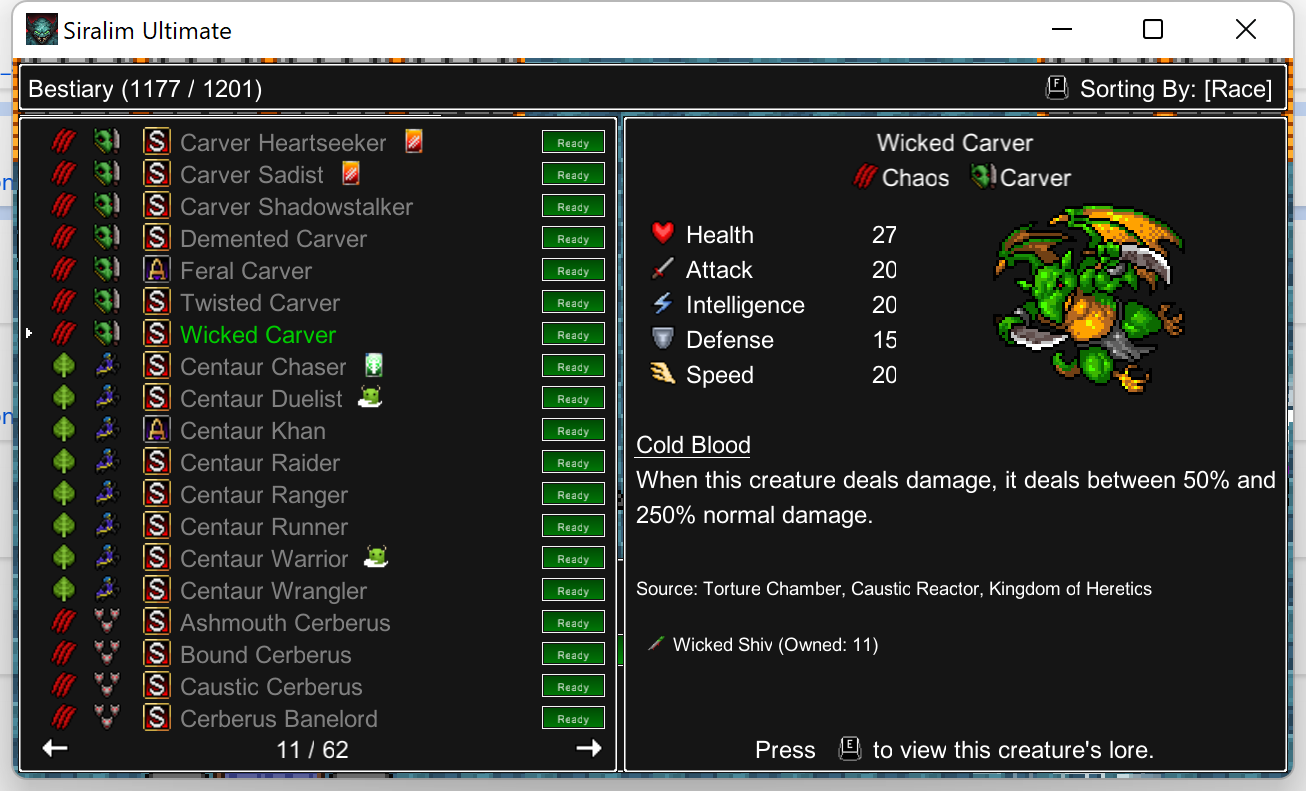 Siralim Ultimate
Bestiary (1177 / 1201)
F Sorting By: [Race]
S Carver Heartseeker Ready
S Carver Sadist Ready
S Carver Shadowstalker Ready
S Demented Carver Ready
A Feral Carver Ready
S Twisted Carver Ready
S Wicked Carver Ready
S Centaur Chaser Ready
S Centaur Duelist Ready
A Centaur Khan Ready
S Centaur Raider Ready
S Centaur Ranger Ready
S Centaur Runner Ready
S Centaur Warrior Ready
S Centaur Wrangler Ready
S Ashmouth Cerberus Ready
S Bound Cerberus Ready
S Caustic Cerberus Ready
S Cerberus Banelord Ready
11 / 62
Wicked Carver
Chaos Carver
Health 27
Attack 20
Intelligence 20
Defense 15
Speed 20
Cold Blood
When this creature deals damage, it deals between 50% and
250% normal damage.
Source: Torture Chamber, Caustic Reactor, Kingdom of Heretics
Wicked Shiv (Owned: 11)
Press E to view this creature's lore.